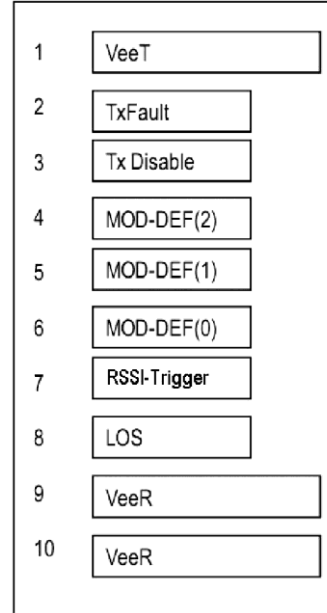 1 VeeT
2 TxFault
3 Tx Disable
4 MOD-DEF(2)
5 MOD-DEF(1)
6 MOD-DEF(0)
7 RSSI-Trigger
8 LOS
9 VeeR
10 VeeR